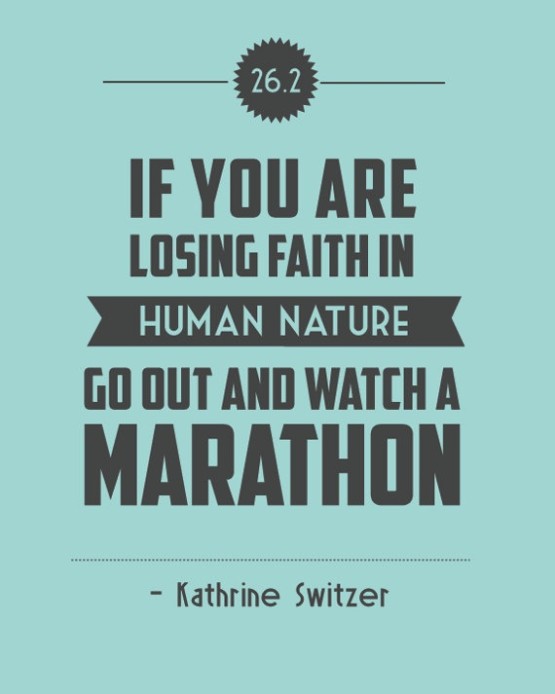 26.2
IF YOU ARE
LOSING FAITH IN
HUMAN NATURE
GO OUT AND WATCH A
MARATHON
- Kathrine Switzer